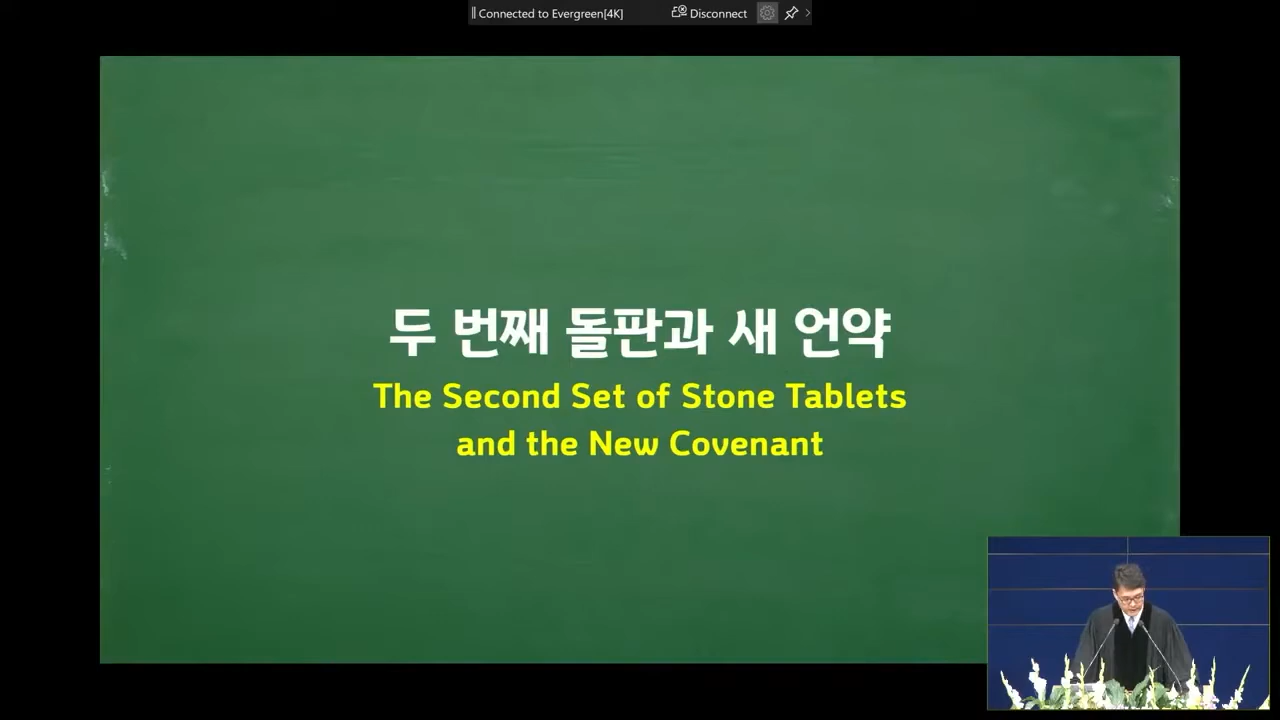 Connected to Evergreen[4K] Disconnect
두 번째 돌판과 새 언약
The Second Set of Stone Tablets
and the New Covenant